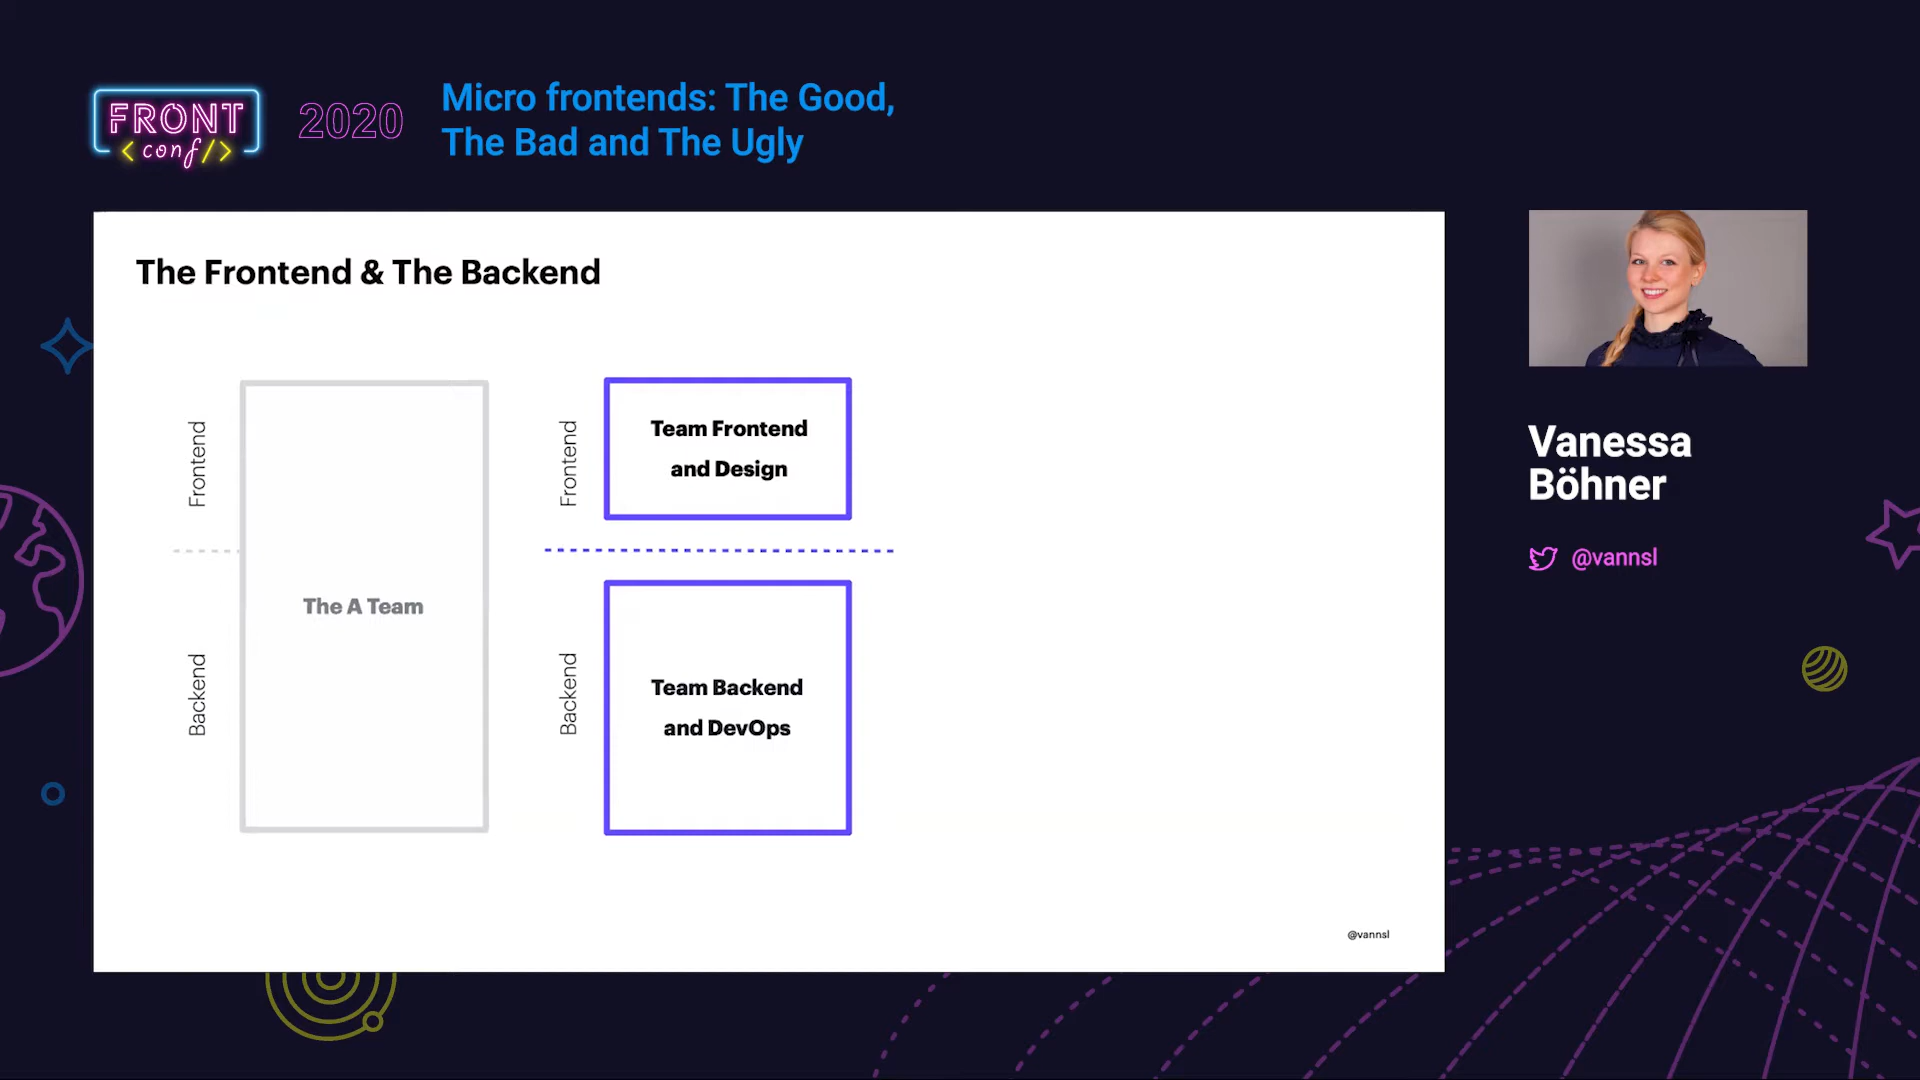 FRONT
<conf/>
2020
Micro frontends: The Good,
The Bad and The Ugly
The Frontend & The Backend
Frontend
Backend
The A Team
Frontend
Backend
Team Frontend
and Design
Team Backend
and DevOps
@vannsl
Vanessa
Böhner
@vannsl